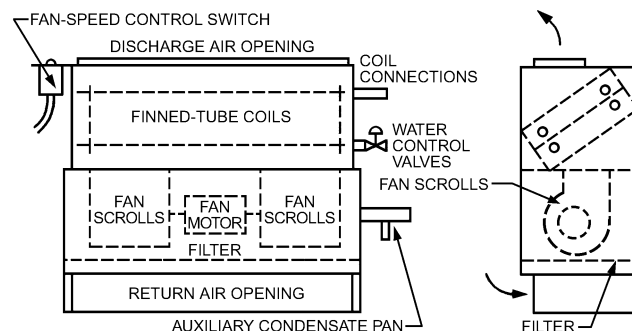 FAN-SPEED CONTROL SWITCH
DISCHARGE AIR OPENING
COIL
CONNECTIONS
FINNED-TUBE COILS
WATER
CONTROL
VALVES
FAN
SCROLLS
FAN
MOTOR
FAN
SCROLLS
FAN SCROLLS
FILTER
RETURN AIR OPENING
AUXILIARY CONDENSATE PAN
FILTER